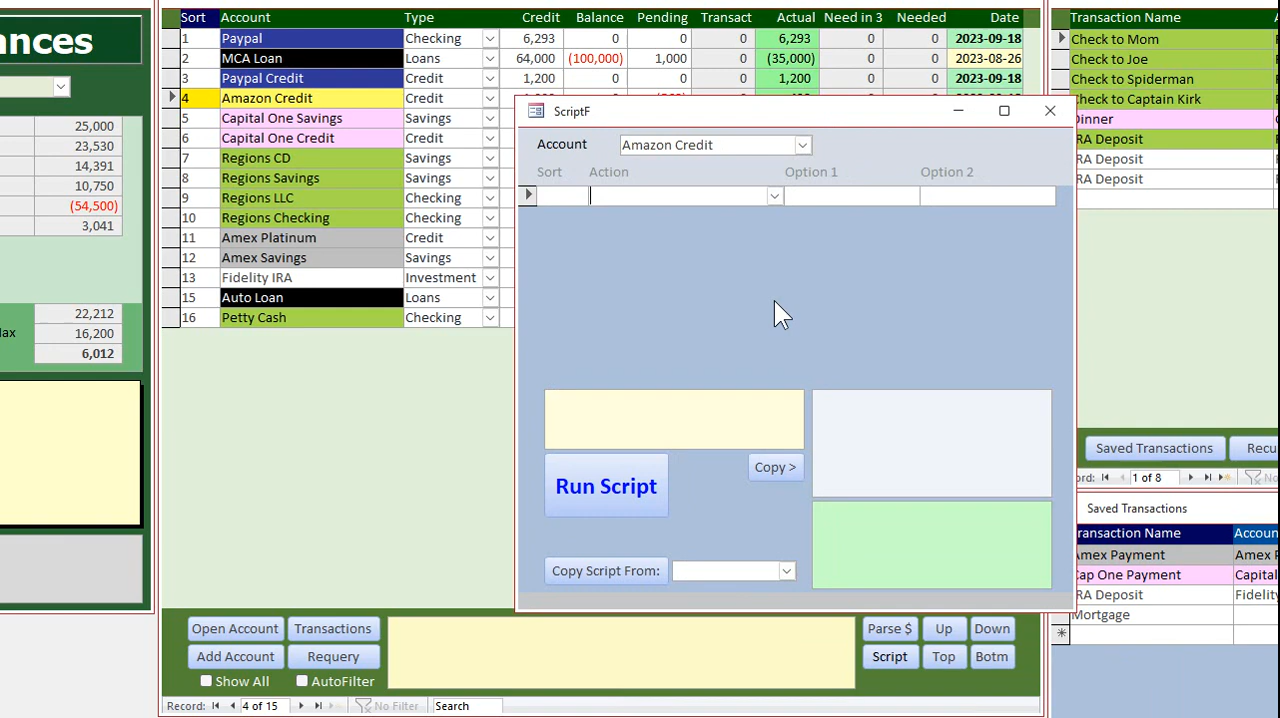 ances
25,000
23,530
14,391
10,750
(54,500)
3,041
22,212
lax 16,200
6,012
Sort Account Type Credit Balance Pending Transact Actual Need in 3 Needed Date
1 Paypal Checking 6,293 0 0 0 6,293 0 0 2023-09-18
2 MCA Loan Loans 64,000 (100,000) 1,000 0 (35,000) 0 0 2023-08-26
3 Paypal Credit Credit 1,200 0 0 0 1,200 0 0 2023-09-18
4 Amazon Credit Credit
5 Capital One Savings Savings
6 Capital One Credit Credit
7 Regions CD Savings
8 Regions Savings Savings
9 Regions LLC Checking
10 Regions Checking Checking
11 Amex Platinum Credit
12 Amex Savings Savings
13 Fidelity IRA Investment
15 Auto Loan Loans
16 Petty Cash Checking
ScriptF
Account Amazon Credit
Sort Action Option 1 Option 2
Run Script
Copy >
Copy Script From:
Open Account Transactions
Add Account Requery
Show All AutoFilter
Parse $ Up Down
Script Top Botm
Record: 4 of 15 No Filter Search
Transaction Name
Check to Mom
Check to Joe
Check to Spiderman
Check to Captain Kirk
Dinner
IRA Deposit
IRA Deposit
IRA Deposit
Saved Transactions Recu
ord: 1 of 8 No
Saved Transactions
ransaction Name Accoun
Amex Payment Amex P
Cap One Payment Capital
IRA Deposit Fidelity
Mortgage